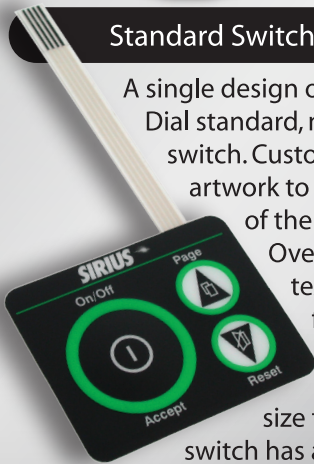 Standard Switch
A single design o
Dial standard, r
switch. Custo
artwork to
of the
Ove
te
size
switch has a
SIRIUS
Page
On/Off
Accept
Reset